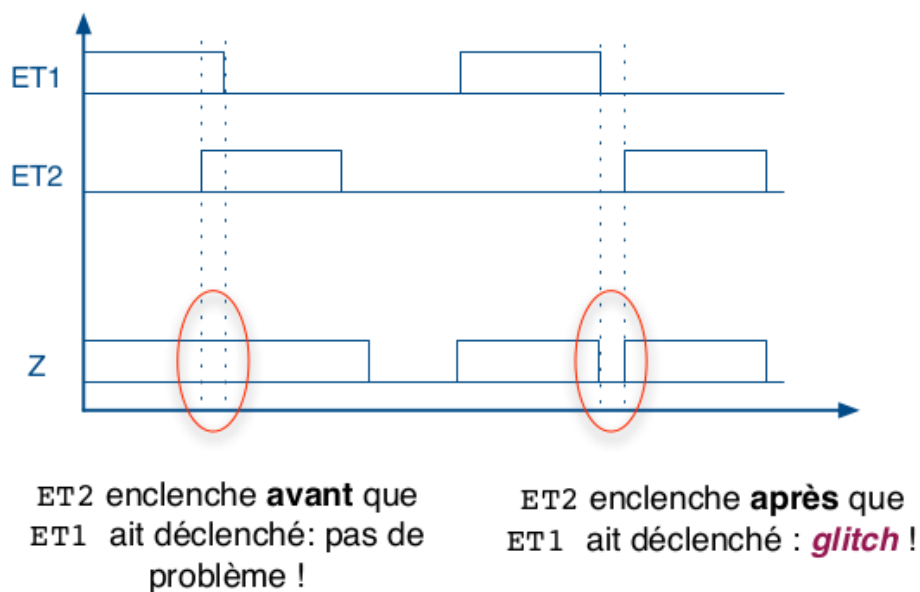 ET1
ET2
Z
ET2 enclenche avant que
ET1 ait déclenché: pas de
problème !
ET2 enclenche après que
ET1 ait déclenché : glitch !